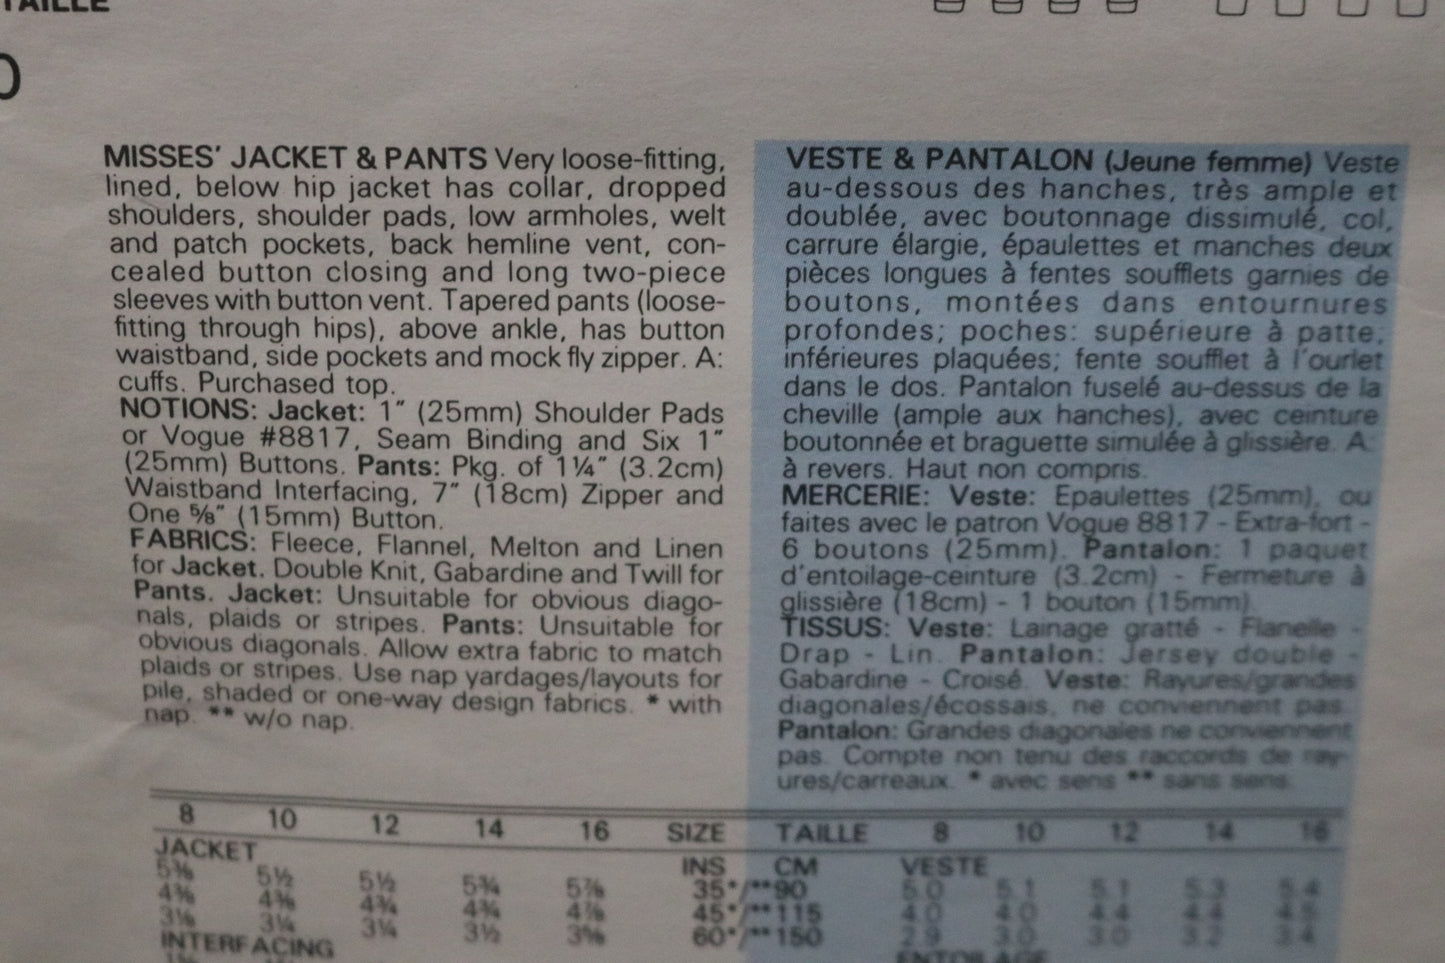 TAILLE
MISSES' JACKET & PANTS Very loose-fitting,
lined, below hip jacket has collar, dropped
shoulders, shoulder pads, low armholes, welt
and patch pockets, back hemline vent, con-
cealed button closing and long two-piece
sleeves with button vent. Tapered pants (loose-
fitting through hips), above ankle, has button
waistband, side pockets and mock fly zipper. A:
cuffs. Purchased top.
NOTIONS: Jacket: 1" (25mm) Shoulder Pads
or Vogue #8817, Seam Binding and Six 1"
(25mm) Buttons. Pants: Pkg. of 1¼" (3.2cm)
Waistband Interfacing, 7" (18cm) Zipper and
One ⅝" (15mm) Button.
FABRICS: Fleece, Flannel, Melton and Linen
for Jacket. Double Knit, Gabardine and Twill for
Pants. Jacket: Unsuitable for obvious diago-
nals, plaids or stripes. Pants: Unsuitable for
obvious diagonals. Allow extra fabric to match
plaids or stripes. Use nap yardages/layouts for
pile, shaded or one-way design fabrics. * with
nap. ** w/o nap.
VESTE & PANTALON (Jeune femme) Veste
au-dessous des hanches, très ample et
doublée, avec boutonnage dissimulé, col,
carrure élargie, épaulettes et manches deux
pièces longues à fentes soufflets garnies de
boutons, montées dans entournures
profondes; poches: supérieure à patte;
inférieures plaquées; fente soufflet à l'ourlet
dans le dos. Pantalon fuselé au-dessus de la
cheville (ample aux hanches), avec ceinture
boutonnée et braguette simulée à glissière. A:
à revers. Haut non compris.
MERCERIE: Veste: Epaulettes (25mm), ou
faites avec le patron Vogue 8817 - Extra-fort -
6 boutons (25mm). Pantalon: 1 paquet
d'entoilage-ceinture (3.2cm) - Fermeture à
glissière (18cm) - 1 bouton (15mm).
TISSUS: Veste: Lainage gratté - Flanelle -
Drap - Lin. Pantalon: Jersey double -
Gabardine - Croisé. Veste: Rayures/grandes
diagonales/écossais, ne conviennent pas.
Pantalon: Grandes diagonales ne conviennent
pas. Compte non tenu des raccords de ray-
ures/carreaux. * avec sens ** sans sens.
8 10 12 14 16 SIZE TAILLE 8 10 12 14 16
JACKET INS CM VESTE
5⅜ 5½ 5½ 5¾ 5⅞ 35*/**90 5.0 5.1 5.1 5.3 5.4
4⅜ 4⅜ 4¾ 4¾ 4⅞ 45*/**115 4.0 4.0 4.4 4.4
3⅛ 3¼ 3¼ 3½ 60*/**150 2.9 3.0 3.0 3.2 3.4
INTERFACING ENTOILAGE